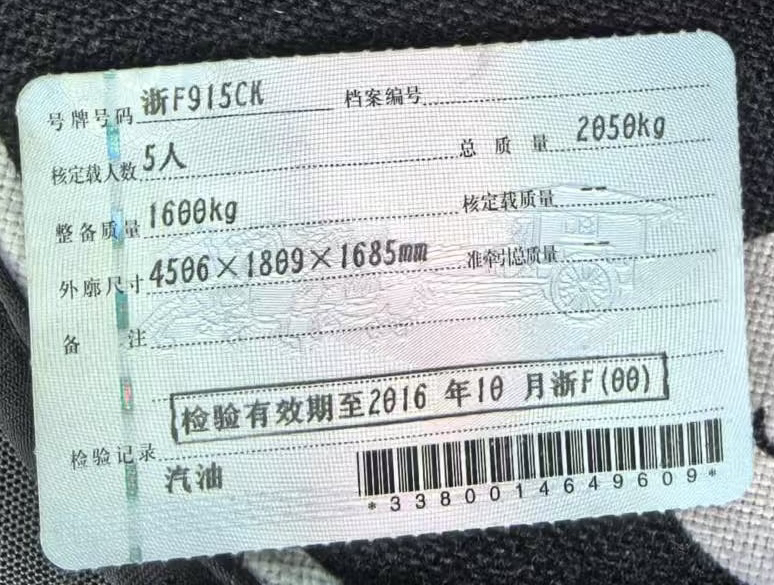 号牌号码 浙F915CK 档案编号
核定载人数 5人 总质量 2050kg
整备质量 1600kg 核定载质量 --
外廓尺寸 4506×1809×1685mm 准牵引总质量 --
备注
检验有效期至2016年10月浙F(00)
检验记录
汽油
*3380014649609*